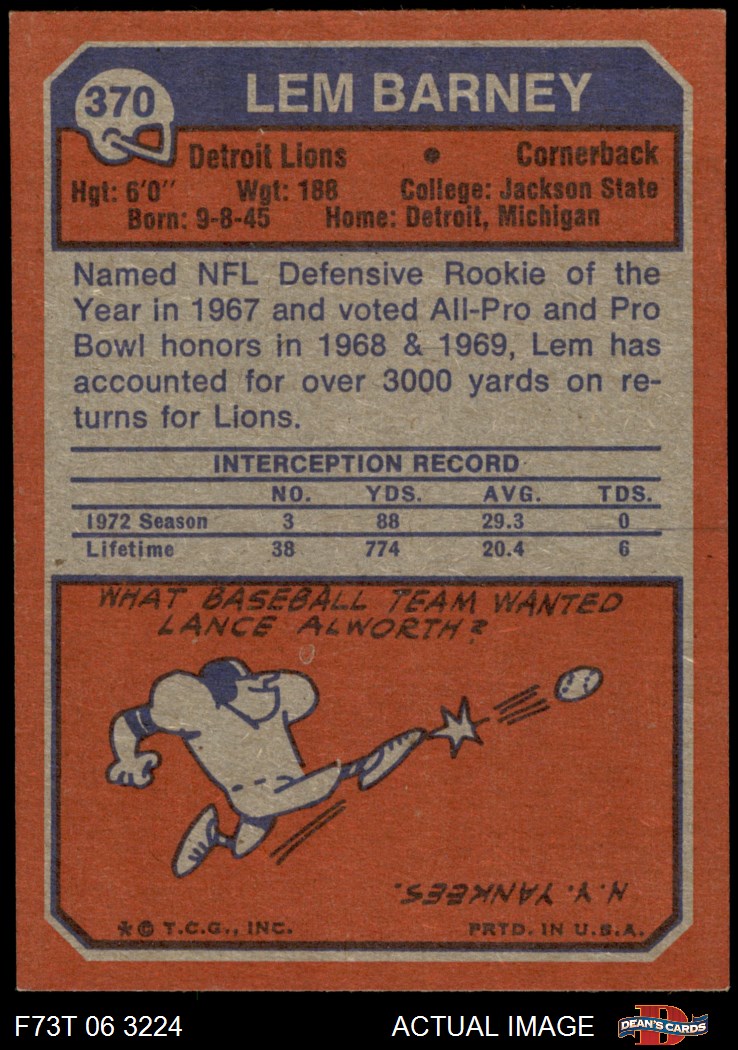 370
LEM BARNEY
Detroit Lions • Cornerback
Hgt: 6'0" Wgt: 188 College: Jackson State
Born: 9-8-45 Home: Detroit, Michigan
Named NFL Defensive Rookie of the
Year in 1967 and voted All-Pro and Pro
Bowl honors in 1968 & 1969, Lem has
accounted for over 3000 yards on re-
turns for Lions.
INTERCEPTION RECORD
NO. YDS. AVG. TDS.
1972 Season 3 88 29.3 0
Lifetime 38 774 20.4 6
WHAT BASEBALL TEAM WANTED
LANCE ALWORTH?
N.Y. YANKEES.
* © T.C.G., INC. PRTD. IN U.S.A.
F73T 06 3224 ACTUAL IMAGE D DEAN'S CARDS